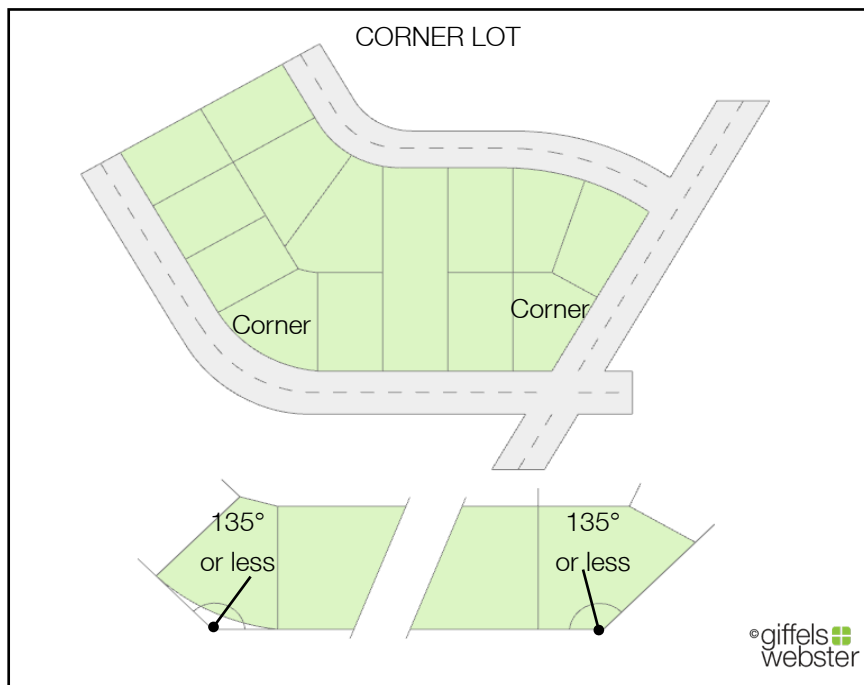 CORNER LOT
Corner
Corner
135°
or less
135°
or less
©giffels
webster